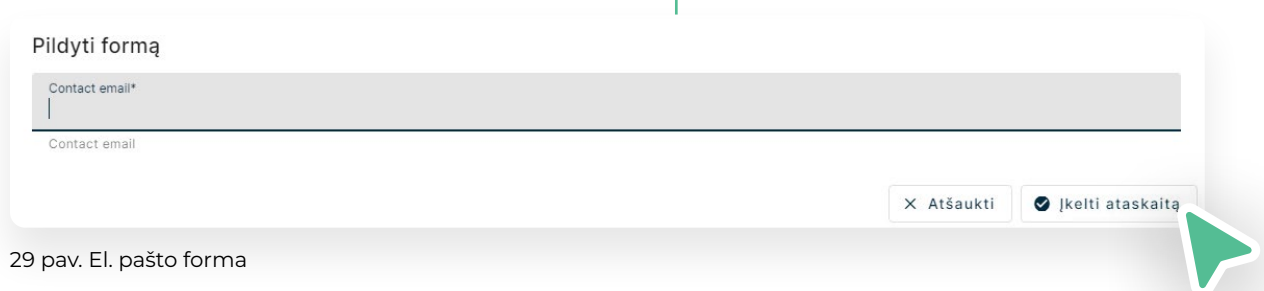 Pildyti formą
Contact email*
Contact email
Atšaukti
Įkelti ataskaitą
29 pav. El. pašto forma